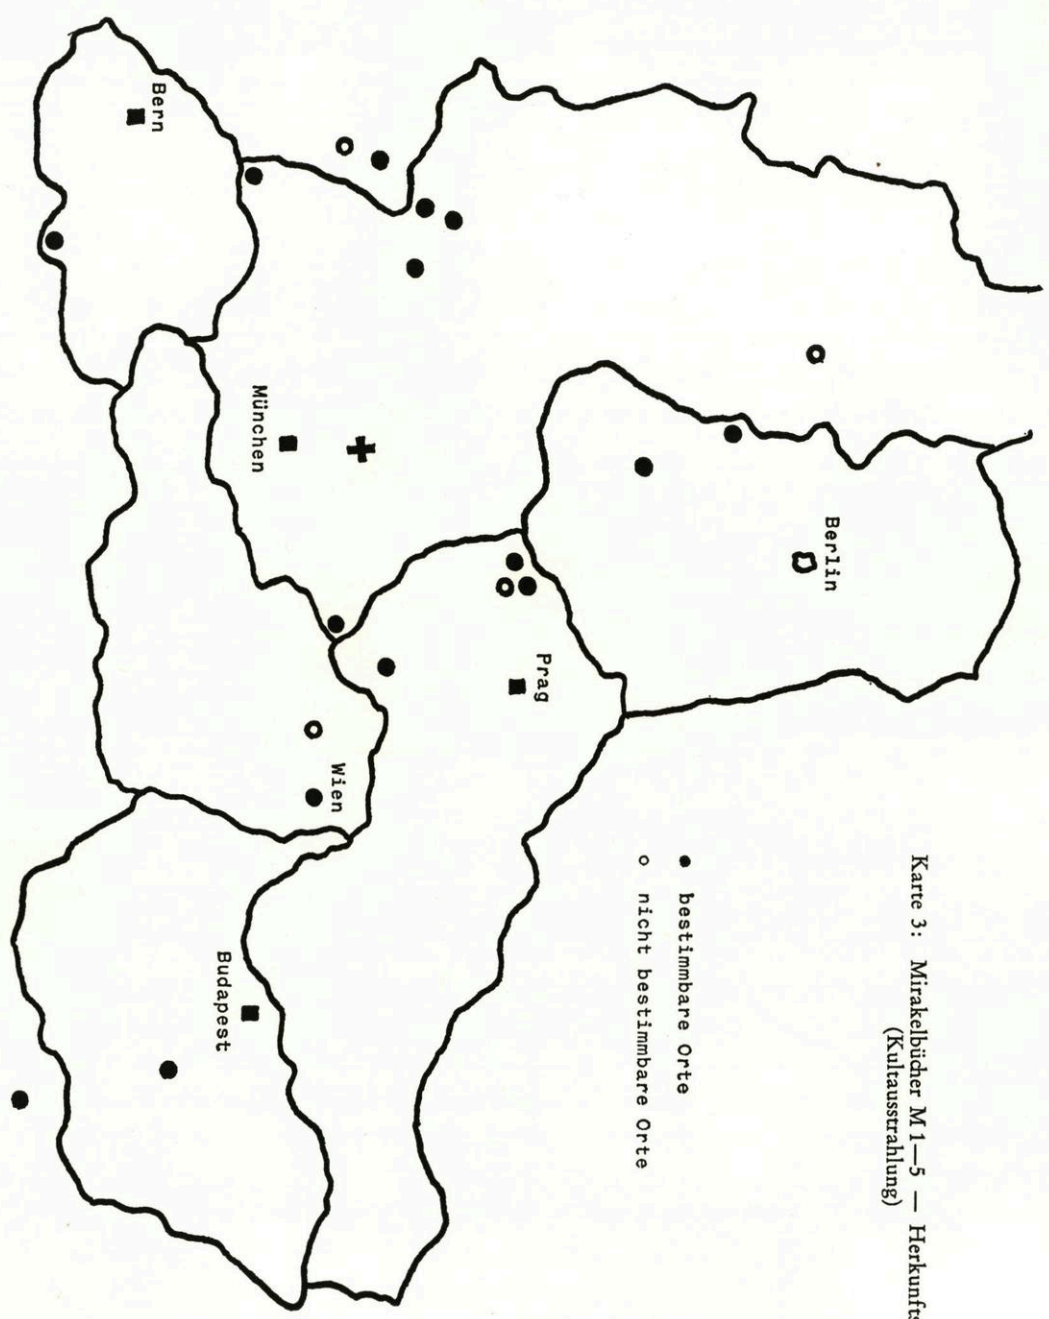 Karte 3: Mirakelbücher M 1—5 — Herkunfts
(Kultausstrahlung)
● bestimmbare Orte
○ nicht bestimmbare Orte
Berlin
Prag
Wien
Budapest
München
Bern